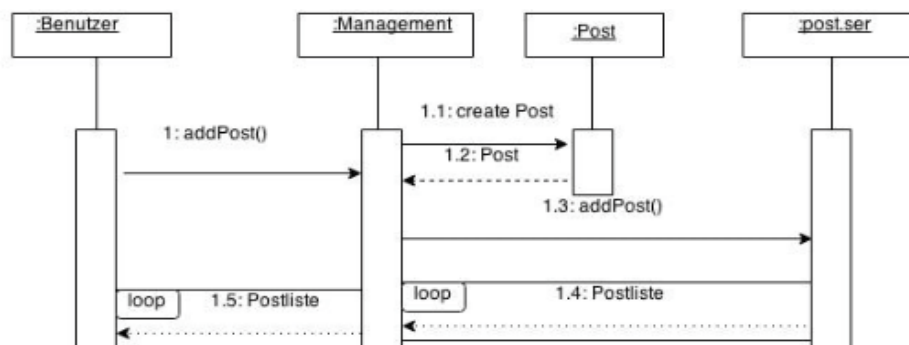 :Benutzer
:Management
:Post
:post.ser
1: addPost()
1.1: create Post
1.2: Post
1.3: addPost()
loop
1.5: Postliste
loop
1.4: Postliste